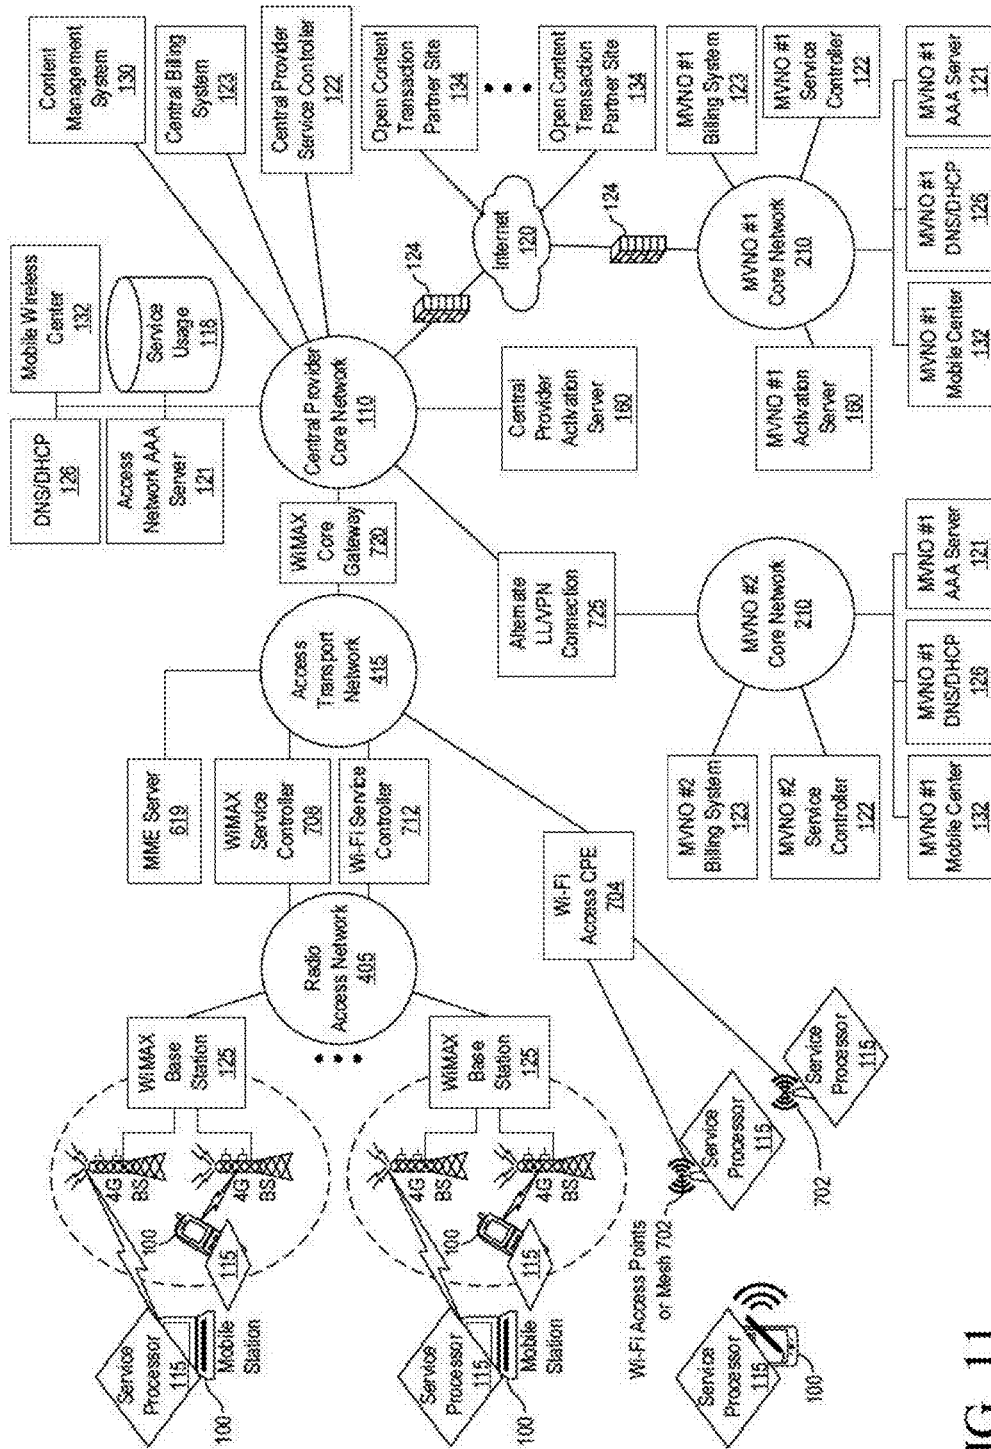 Content
Management
System
130
Central Billing
System
123
Central Provider
Service Controller
122
Open Content
Transaction
Partner Site
134
Open Content
Transaction
Partner Site
134
MVNO #1
Billing System
123
MVNO #1
Service
Controller
122
MVNO #1
AAA Server
121
MVNO #1
DNS/DHCP
126
MVNO #1
Mobile Center
132
Mobile Wireless
Center
132
Service
Usage
118
DNS/DHCP
126
Access
Network AAA
Server
121
Central Provider
Core Network
110
124
Internet
120
124
MVNO #1
Core Network
210
Central
Provider
Activation
Server
160
MVNO #1
Activation
Server
160
WiMAX
Core
Gateway
720
Alternate
LL/VPN
Connection
725
MVNO #2
Core Network
210
MVNO #1
AAA Server
121
MVNO #1
DNS/DHCP
126
MVNO #1
Mobile Center
132
MVNO #2
Billing System
123
MVNO #2
Service
Controller
122
Access
Transport
Network
415
MME Server
619
WiMAX
Service
Controller
708
Wi-Fi Service
Controller
712
Radio
Access Network
405
Wi-Fi
Access CPE
704
WiMAX
Base
Station
125
WiMAX
Base
Station
125
4G
BS
4G
BS
100
115
Service
Processor
115
Mobile
Station
100
4G
BS
4G
BS
100
115
Service
Processor
115
Mobile
Station
100
Wi-Fi Access Points
or Mesh 702
Service
Processor
115
702
Service
Processor
115
Service
Processor
115
100
FIG. 11